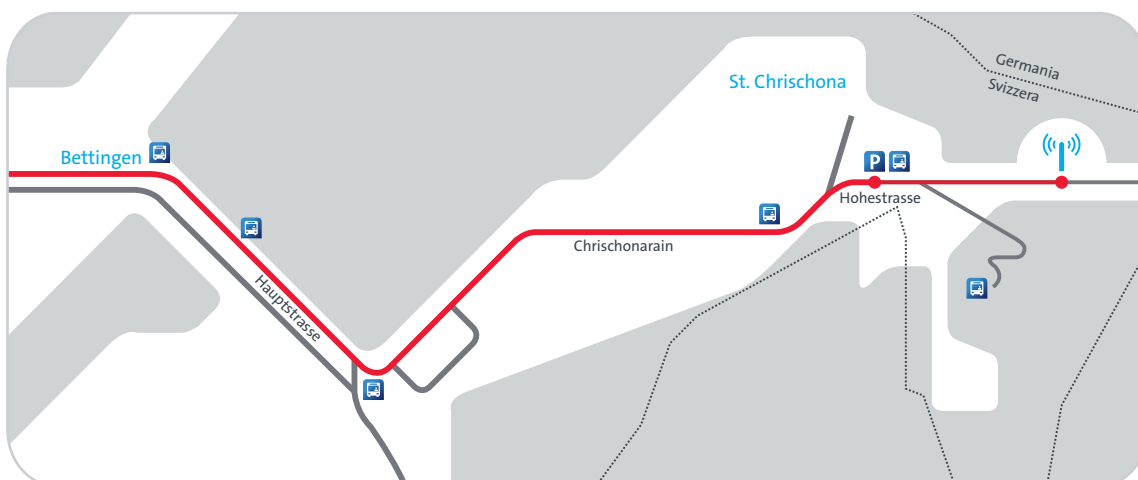 Germania
Svizzera
St. Chrischona
Bettingen
P
Hohestrasse
Chrischonarain
Hauptstrasse